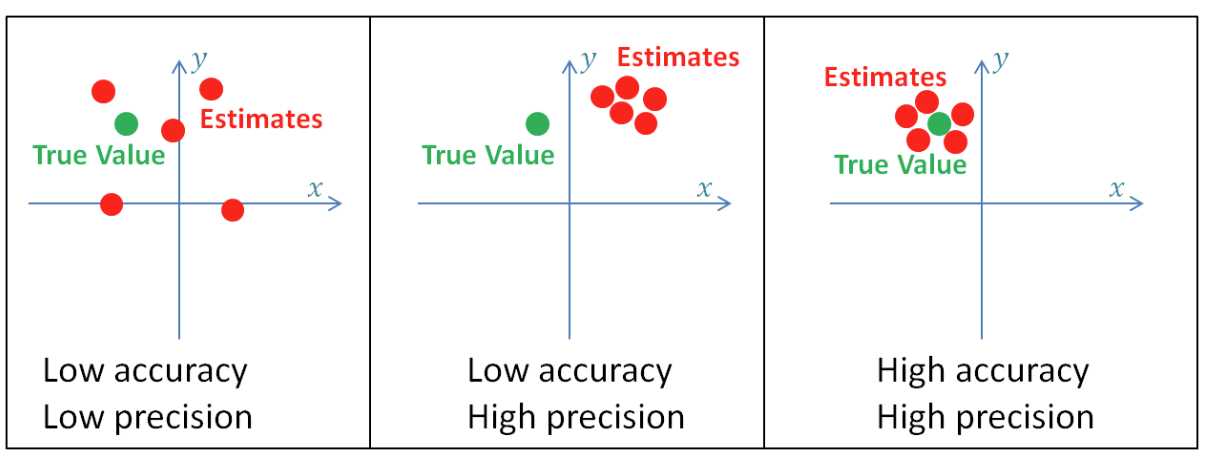 y
Estimates
True Value
x
Low accuracy
Low precision
y
Estimates
True Value
x
Low accuracy
High precision
y
Estimates
True Value
x
High accuracy
High precision